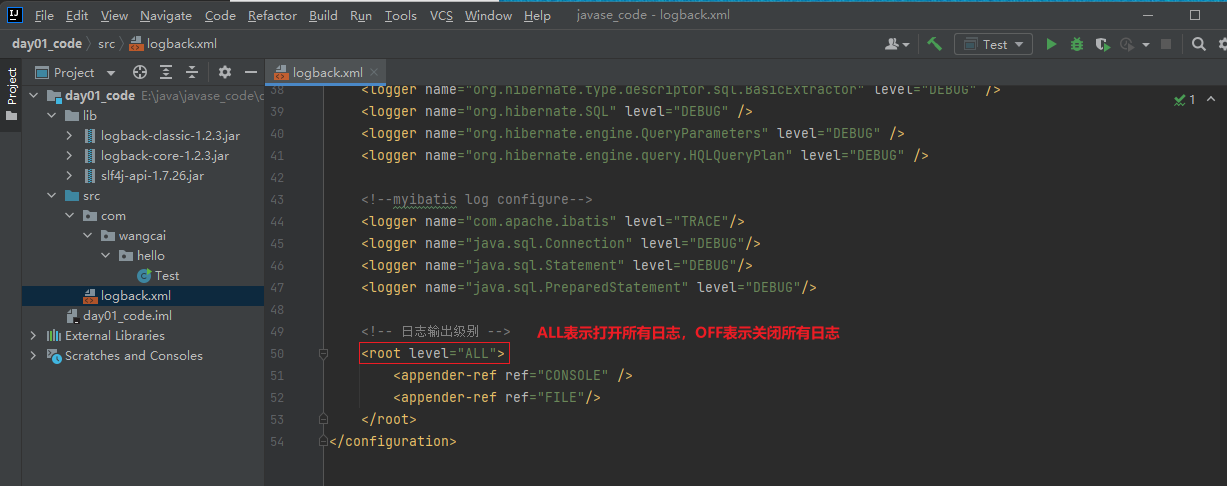 File Edit View Navigate Code Refactor Build Run Tools VCS Window Help javase_code - logback.xml
day01_code src logback.xml Test
Project
Project
logback.xml
day01_code E:\java\javase_code\
lib
logback-classic-1.2.3.jar
logback-core-1.2.3.jar
slf4j-api-1.7.26.jar
src
com
wangcai
hello
Test
logback.xml
day01_code.iml
External Libraries
Scratches and Consoles
1
38 <logger name="org.hibernate.type.descriptor.sql.BasicExtractor" level="DEBUG" />
39 <logger name="org.hibernate.SQL" level="DEBUG" />
40 <logger name="org.hibernate.engine.QueryParameters" level="DEBUG" />
41 <logger name="org.hibernate.engine.query.HQLQueryPlan" level="DEBUG" />
42
43 <!--myibatis log configure-->
44 <logger name="com.apache.ibatis" level="TRACE"/>
45 <logger name="java.sql.Connection" level="DEBUG"/>
46 <logger name="java.sql.Statement" level="DEBUG"/>
47 <logger name="java.sql.PreparedStatement" level="DEBUG"/>
48
49 <!-- 日志输出级别 --> ALL表示打开所有日志，OFF表示关闭所有日志
50 <root level="ALL">
51 <appender-ref ref="CONSOLE" />
52 <appender-ref ref="FILE"/>
53 </root>
54 </configuration>